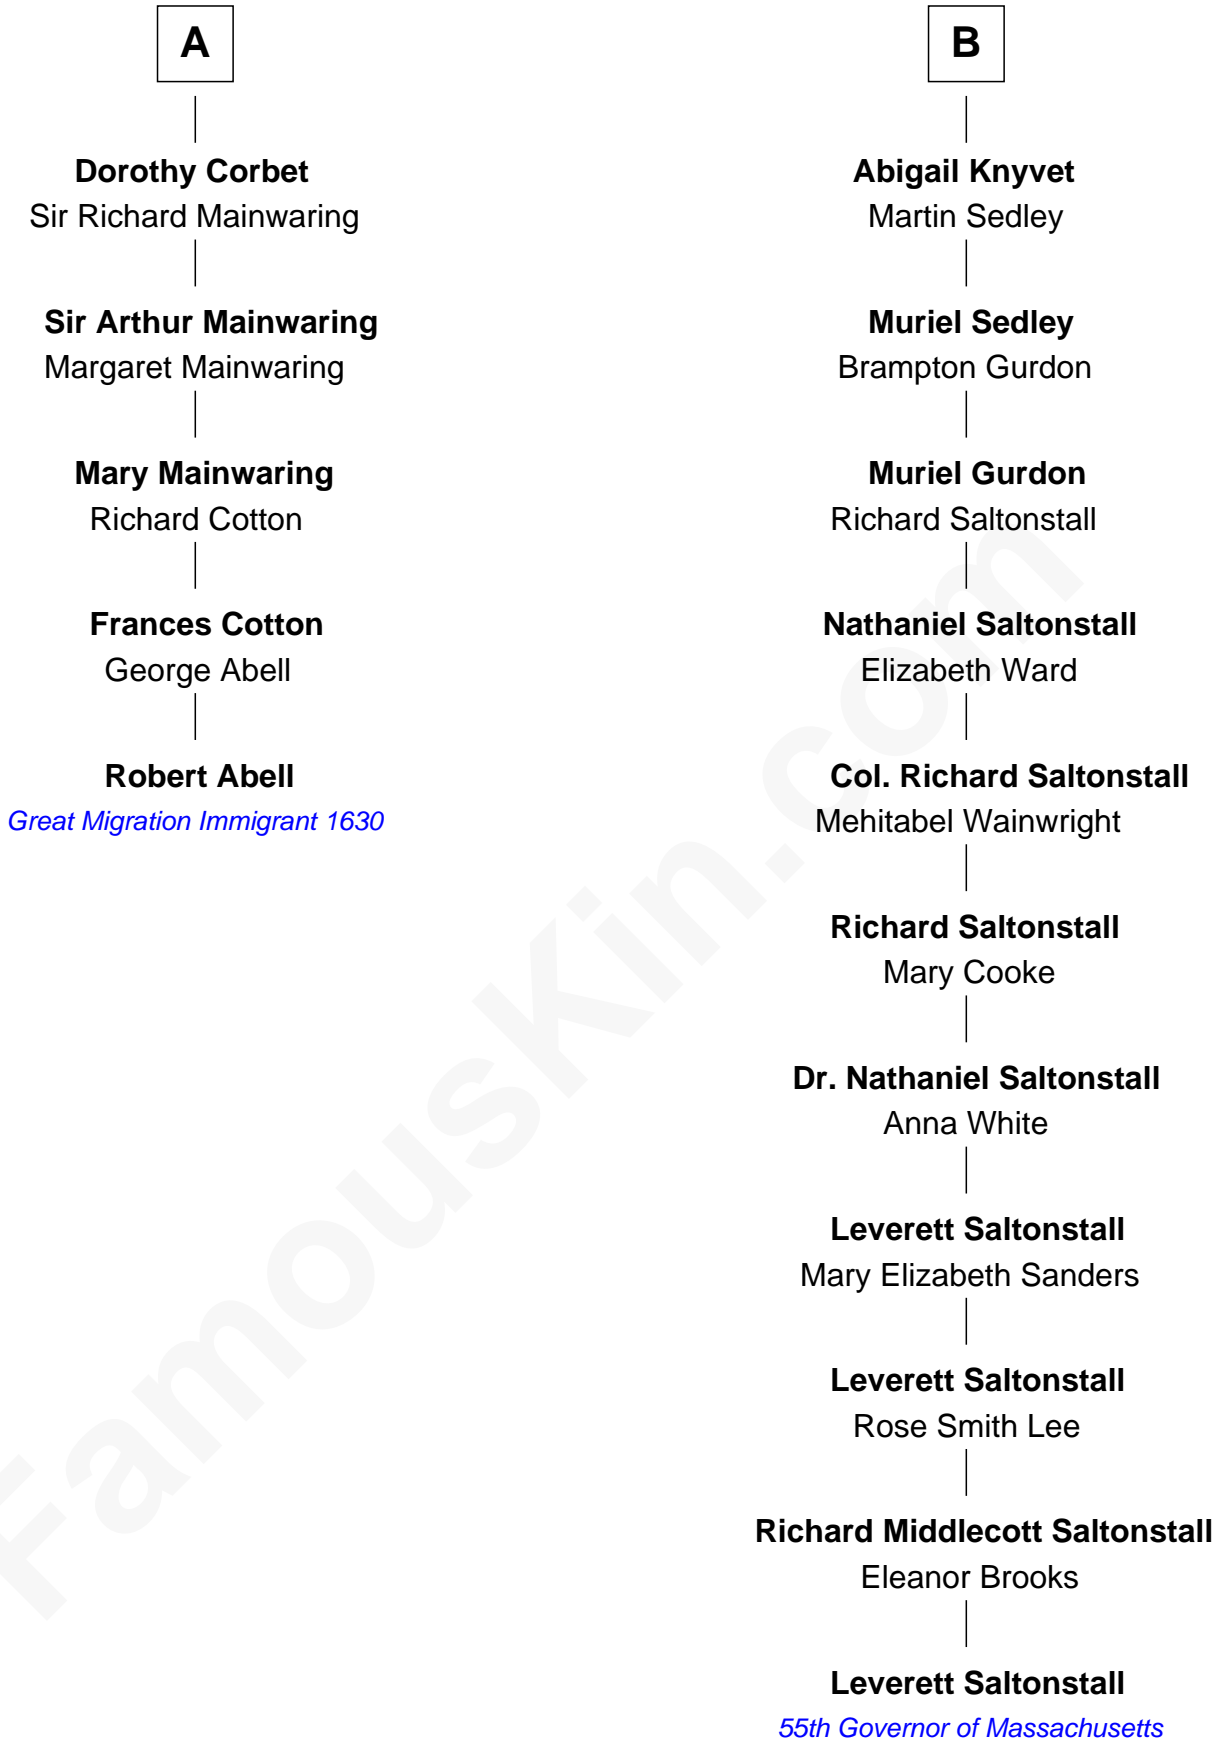 A
Dorothy Corbet
Sir Richard Mainwaring
Sir Arthur Mainwaring
Margaret Mainwaring
Mary Mainwaring
Richard Cotton
Frances Cotton
George Abell
Robert Abell
Great Migration Immigrant 1630
B
Abigail Knyvet
Martin Sedley
Muriel Sedley
Brampton Gurdon
Muriel Gurdon
Richard Saltonstall
Nathaniel Saltonstall
Elizabeth Ward
Col. Richard Saltonstall
Mehitabel Wainwright
Richard Saltonstall
Mary Cooke
Dr. Nathaniel Saltonstall
Anna White
Leverett Saltonstall
Mary Elizabeth Sanders
Leverett Saltonstall
Rose Smith Lee
Richard Middlecott Saltonstall
Eleanor Brooks
Leverett Saltonstall
55th Governor of Massachusetts
FamousKin.com